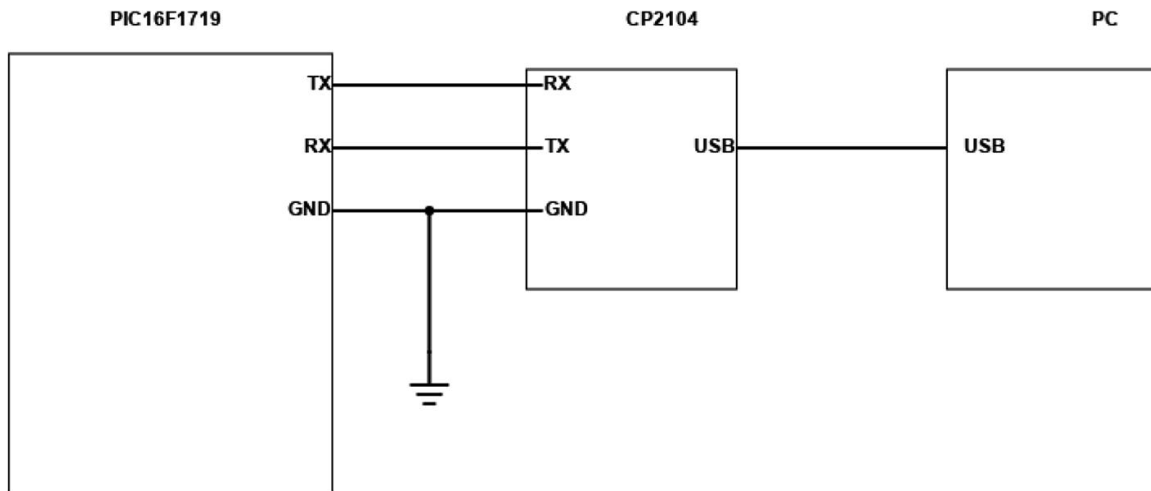 PIC16F1719 CP2104 PC
TX RX
RX TX USB USB
GND GND